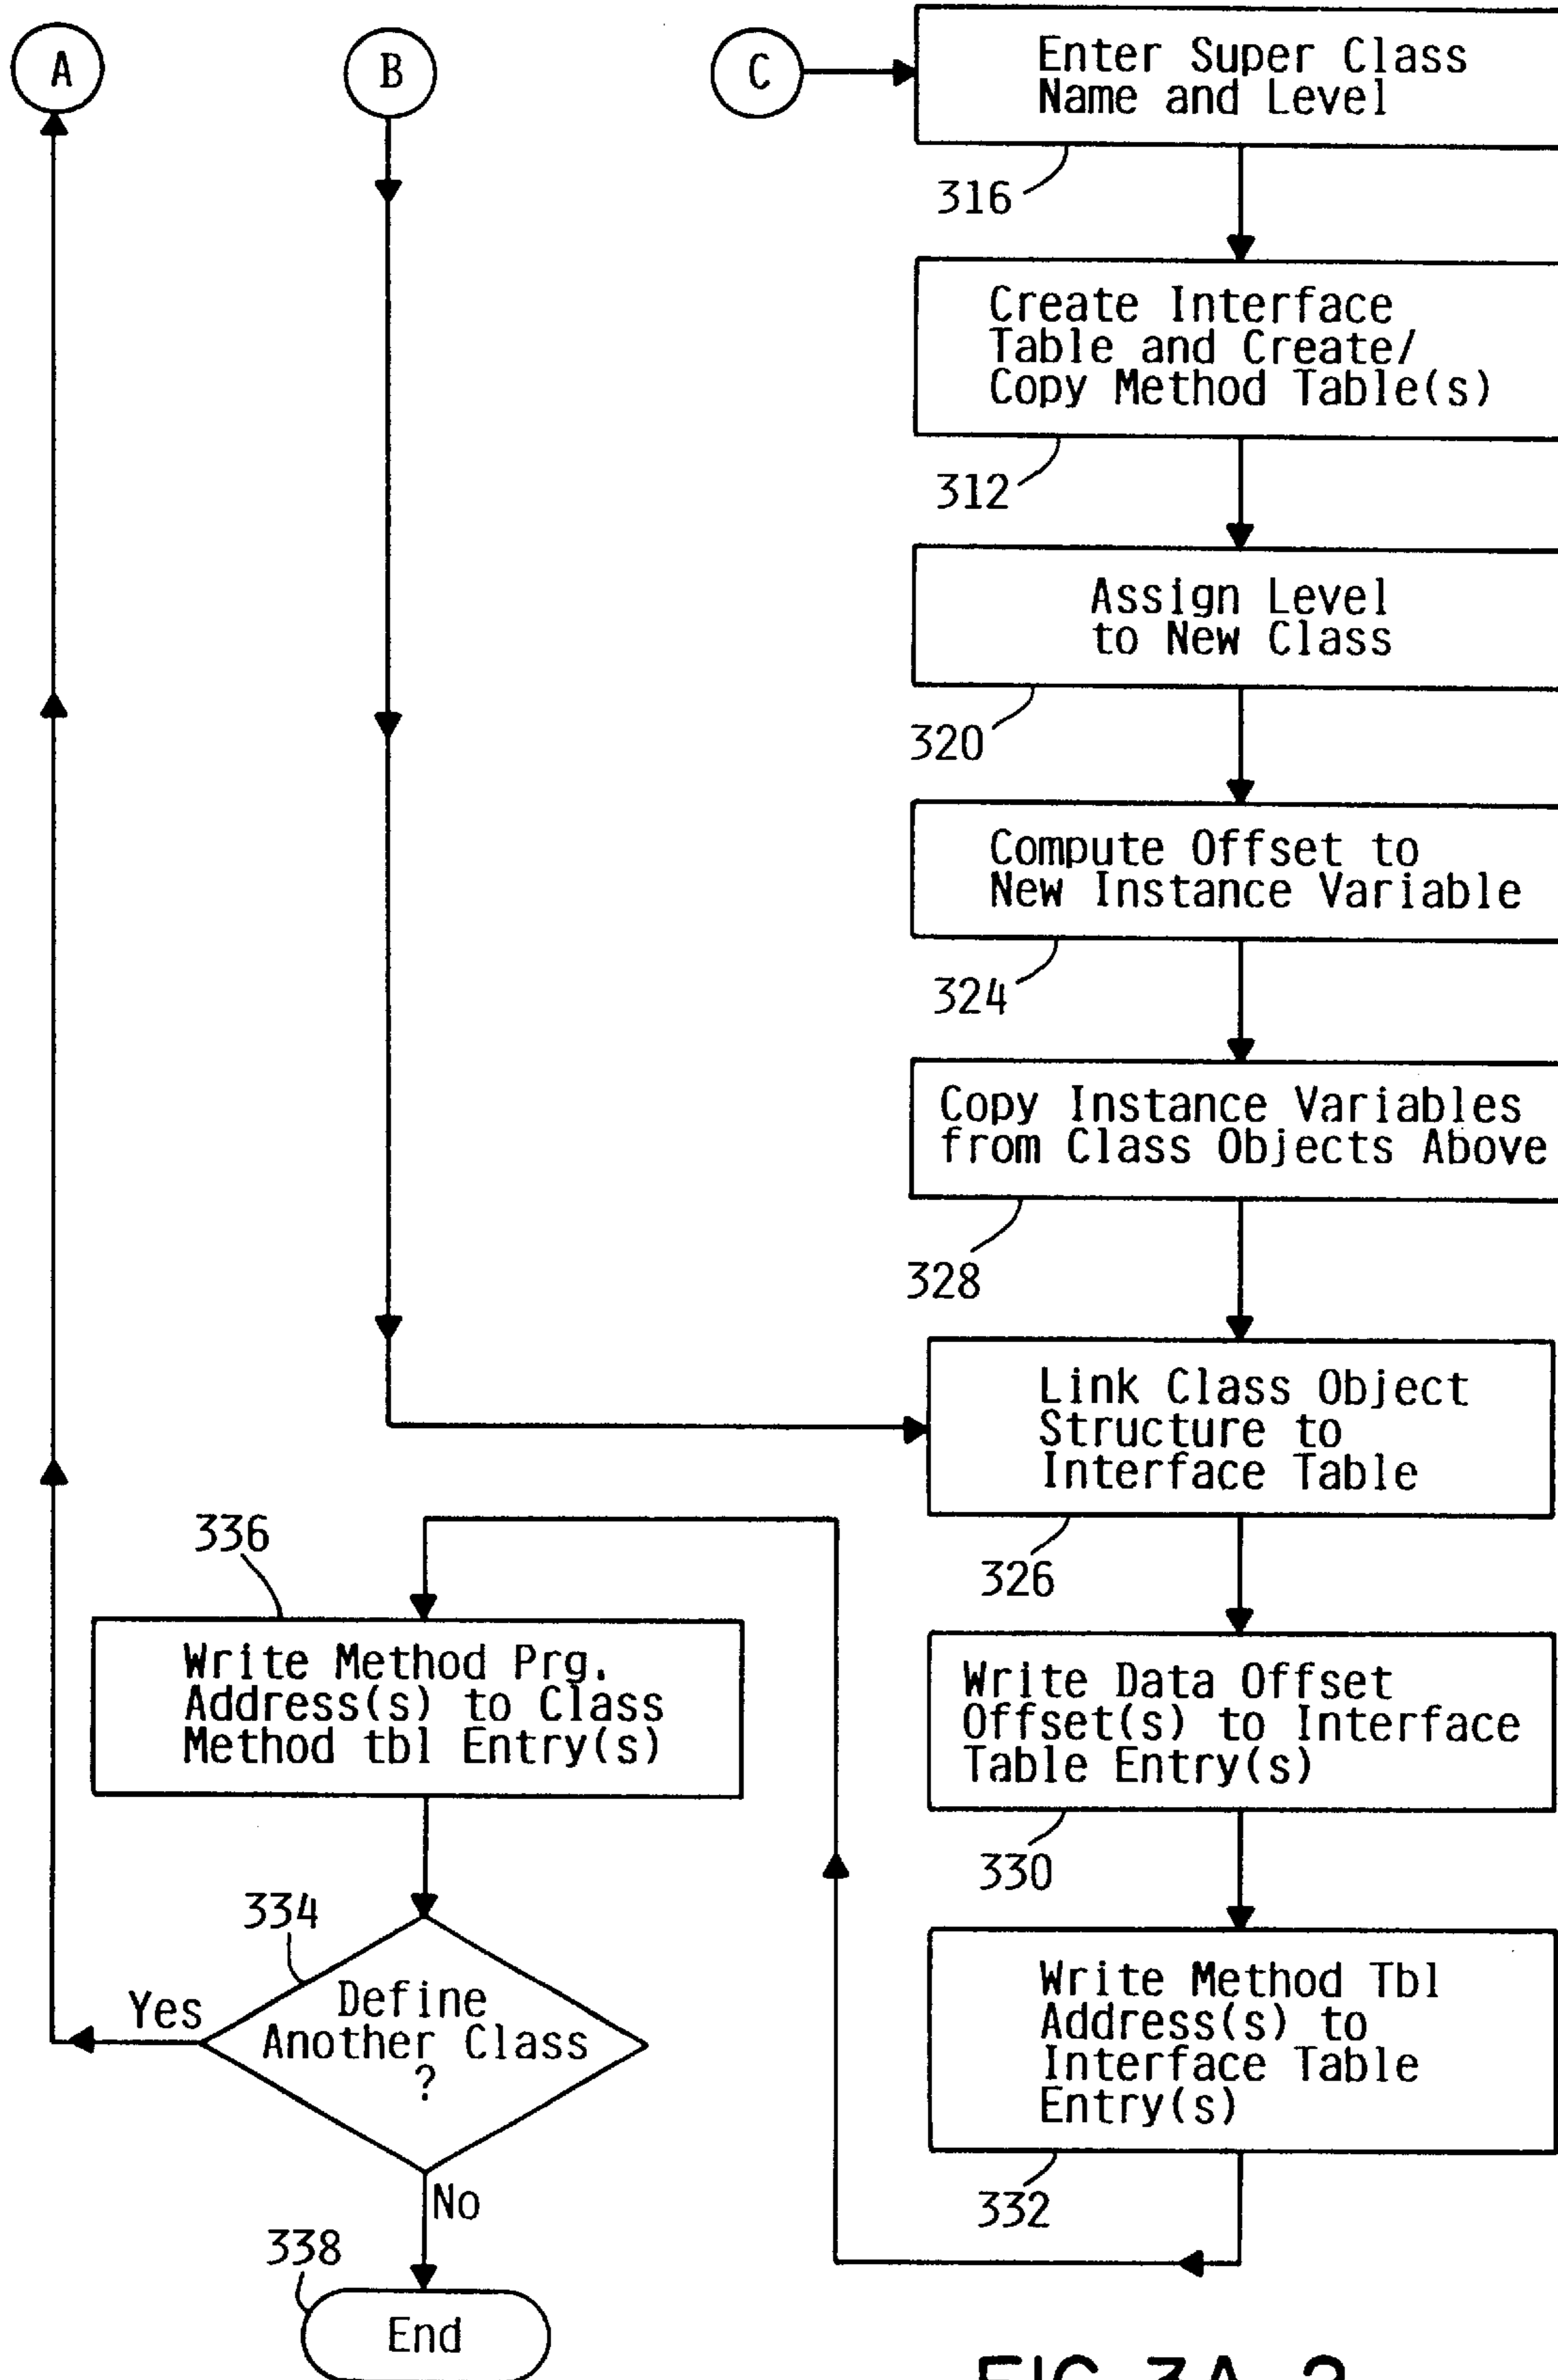 A
B
C
Enter Super Class
Name and Level
316
Create Interface
Table and Create/
Copy Method Table(s)
312
Assign Level
to New Class
320
Compute Offset to
New Instance Variable
324
Copy Instance Variables
from Class Objects Above
328
Link Class Object
Structure to
Interface Table
326
Write Data Offset
Offset(s) to Interface
Table Entry(s)
330
Write Method Tbl
Address(s) to
Interface Table
Entry(s)
332
336
Write Method Prg.
Address(s) to Class
Method tbl Entry(s)
334
Define
Another Class
?
Yes
No
338
End
FIG. 3A-2